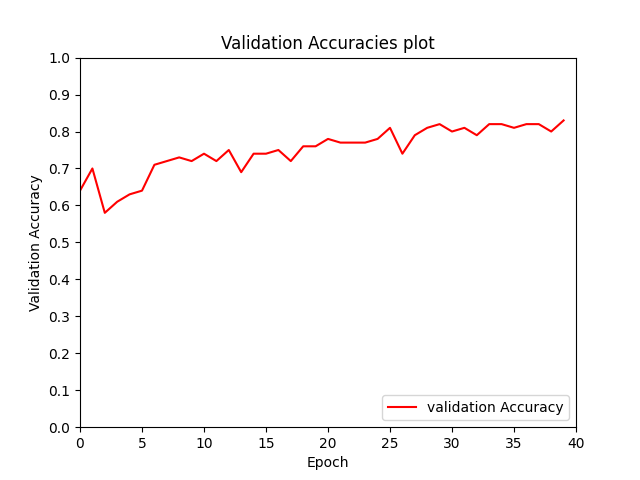 Validation Accuracies plot
1.0
0.9
0.8
0.7
0.6
0.5
0.4
0.3
0.2
0.1
0.0
Validation Accuracy
validation Accuracy
0 5 10 15 20 25 30 35 40
Epoch